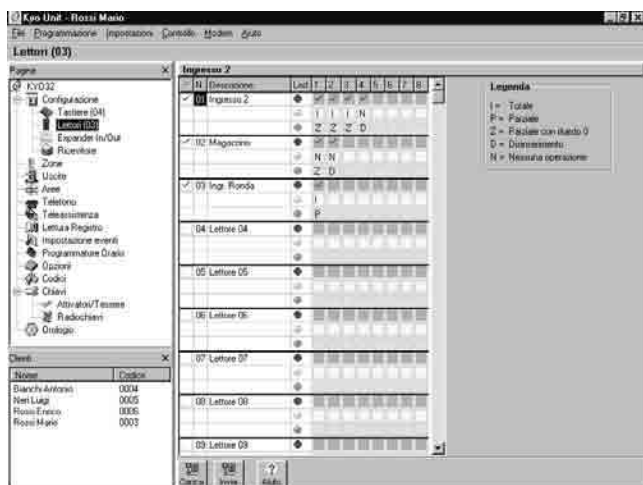 Kyo Unit - Rossi Mario
File Programmazione Impostazioni Controllo Modem Aiuto
Lettori (03)
Pagine
KYO32
Configurazione
Tastiere (04)
Lettori (03)
Expander In/Out
Ricevitore
Zone
Uscite
Aree
Telefono
Teleassistenza
Lettura Registro
Impostazione eventi
Programmatore Orario
Opzioni
Codici
Chiavi
Attivatori/Tessere
Radiochiavi
Orologio
Clienti
Nome Codice
Bianchi Antonio 0004
Neri Luigi 0005
Rossi Enrico 0006
Rossi Mario 0003
Ingresso 2
N. Descrizione Led 1 2 3 4 5 6 7 8
01 Ingresso 2
I I I N
Z Z Z D
02 Magazzino
N N
Z D
03 Ingr. Ronda
I
P
04 Lettore 04
05 Lettore 05
06 Lettore 06
07 Lettore 07
08 Lettore 08
09 Lettore 09
Carica Invia Aiuto
Legenda
I = Totale
P = Parziale
Z = Parziale con ritardo 0
D = Disinserimento
N = Nessuna operazione